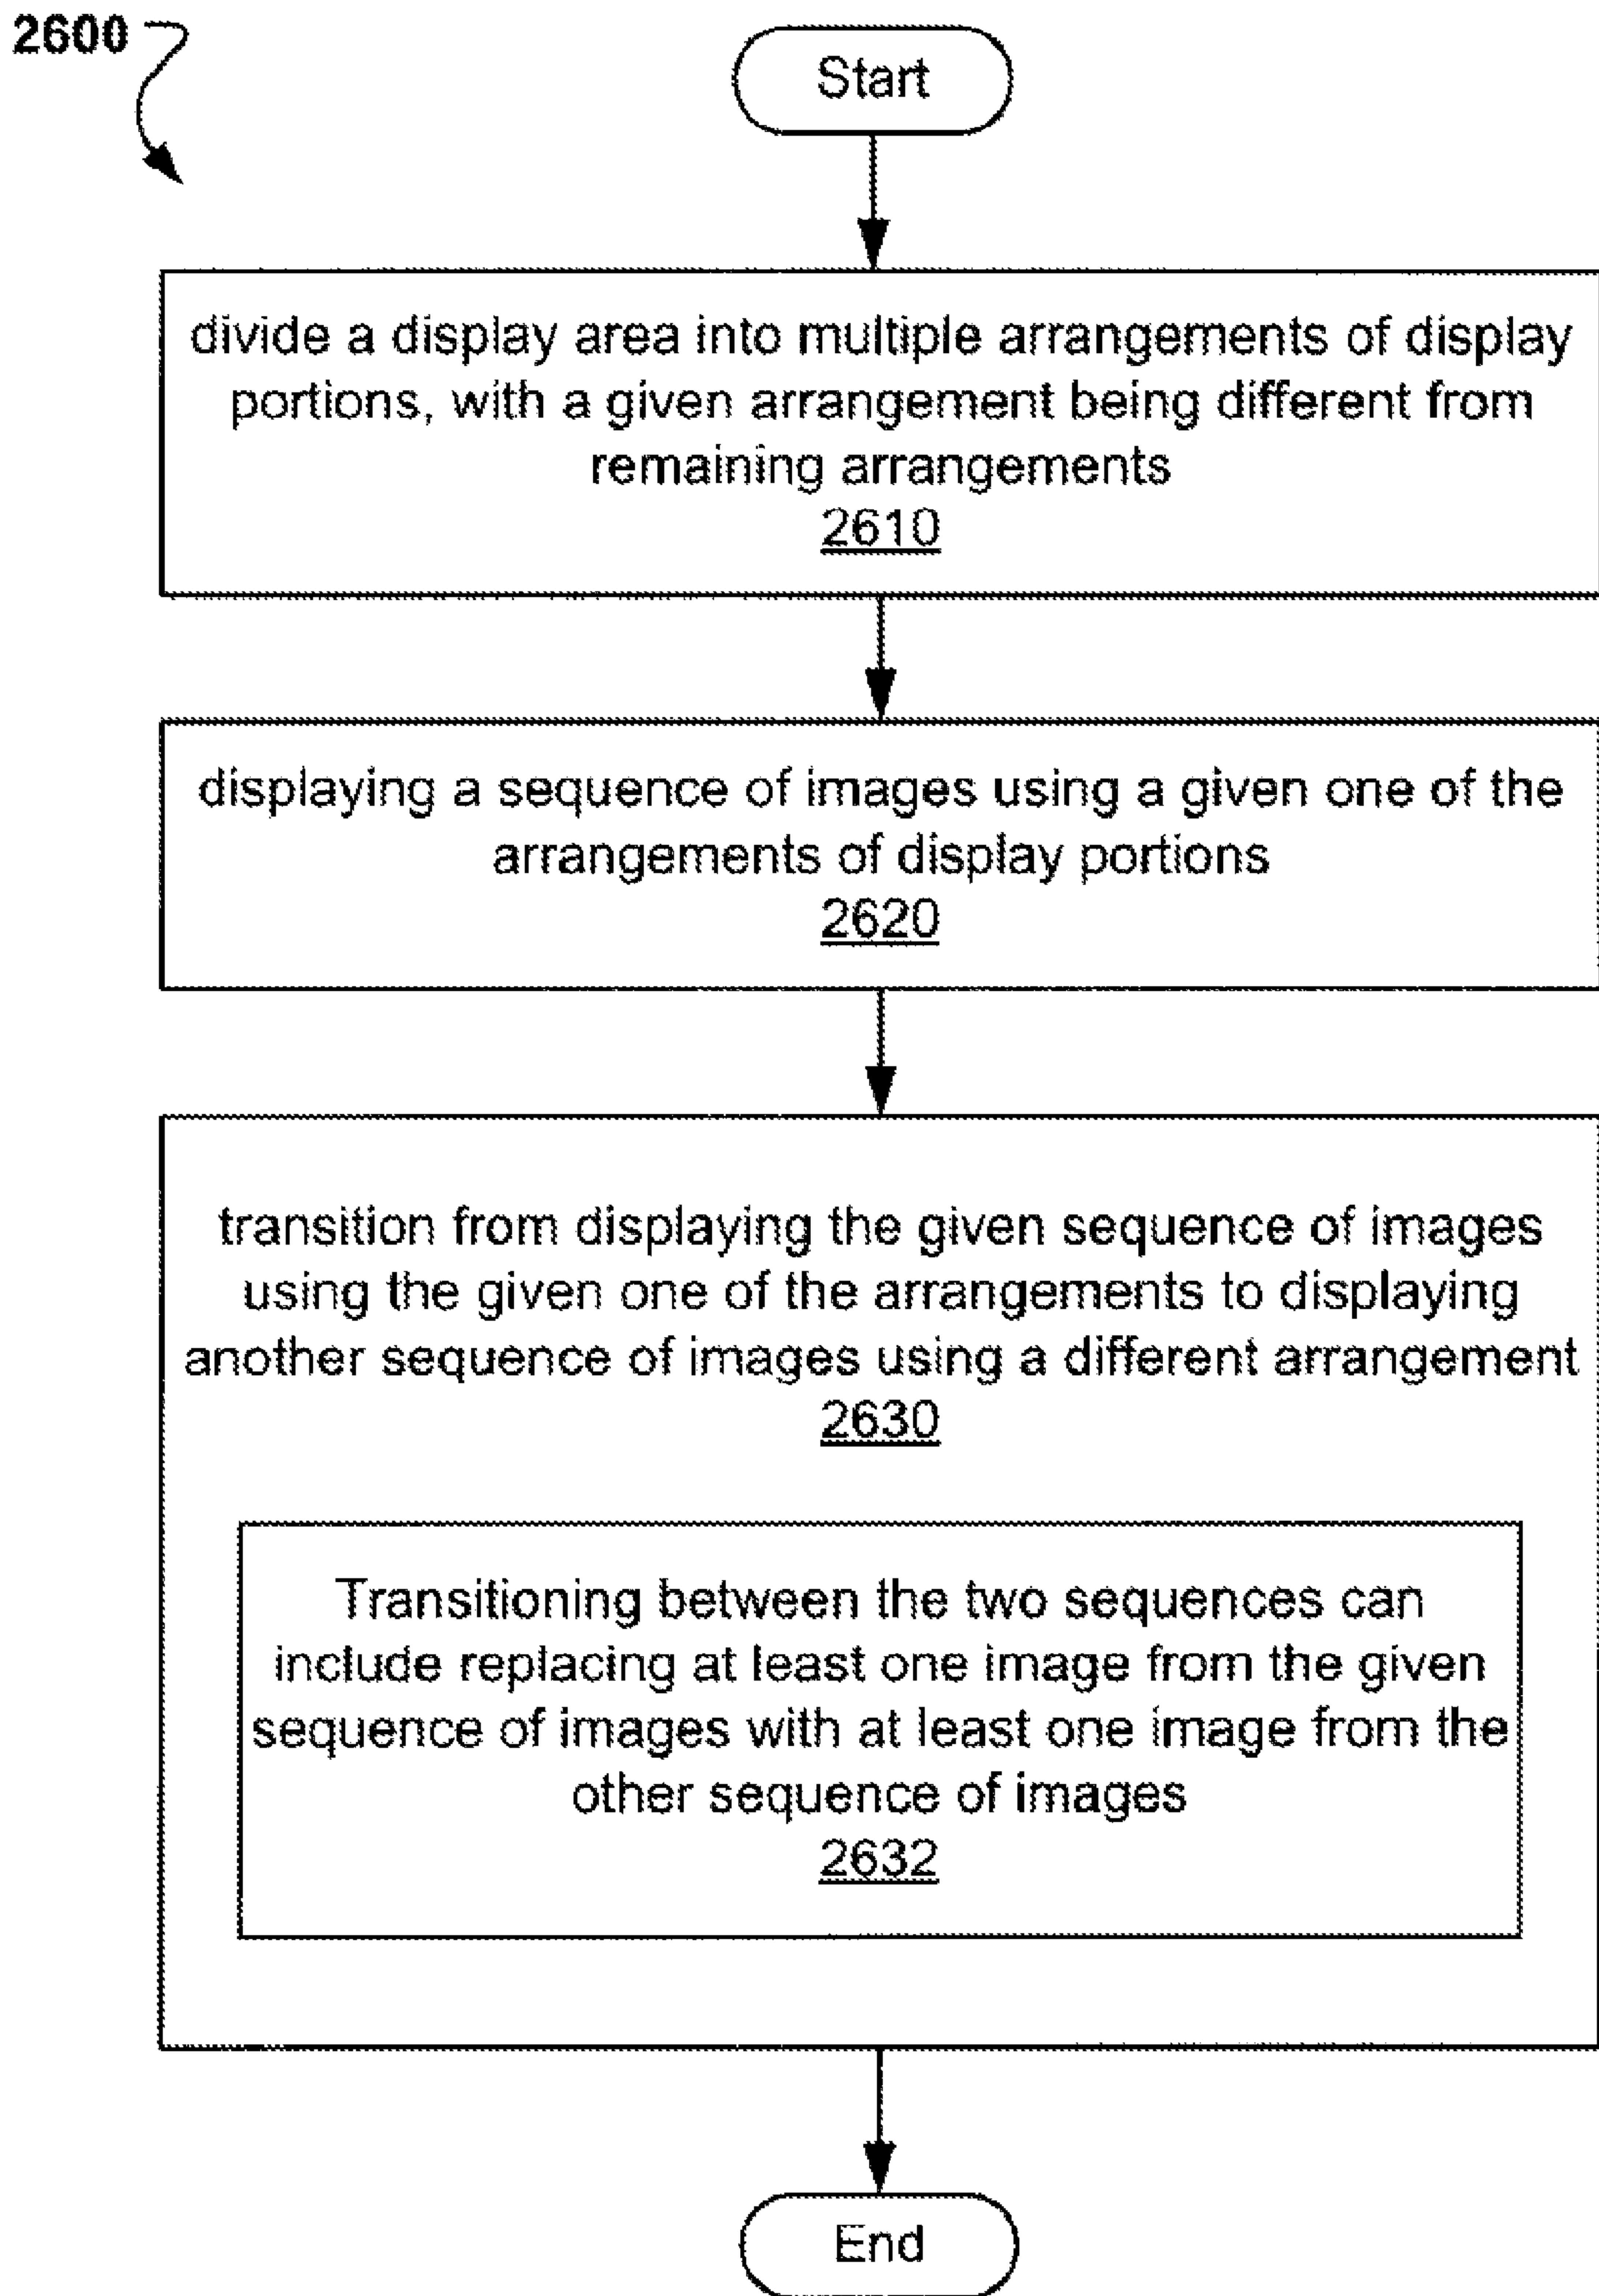 2600
Start
divide a display area into multiple arrangements of display
portions, with a given arrangement being different from
remaining arrangements
2610
displaying a sequence of images using a given one of the
arrangements of display portions
2620
transition from displaying the given sequence of images
using the given one of the arrangements to displaying
another sequence of images using a different arrangement
2630
Transitioning between the two sequences can
include replacing at least one image from the given
sequence of images with at least one image from the
other sequence of images
2632
End